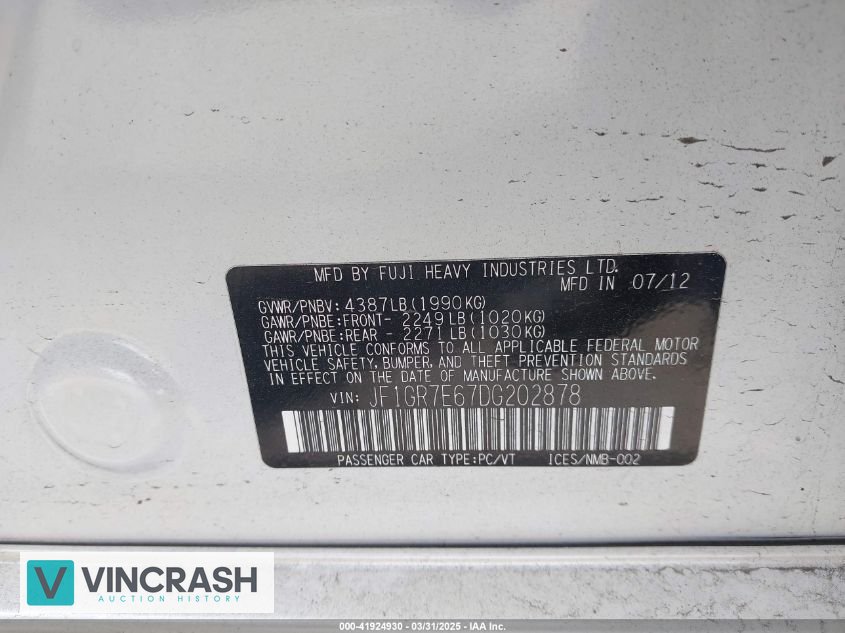 MFD BY FUJI HEAVY INDUSTRIES LTD.
MFD IN 07/12
GVWR/PNBV: 4387LB(1990KG)
GAWR/PNBE:FRONT- 2249LB(1020KG)
GAWR/PNBE:REAR - 2271LB(1030KG)
THIS VEHICLE CONFORMS TO ALL APPLICABLE FEDERAL MOTOR
VEHICLE SAFETY, BUMPER, AND THEFT PREVENTION STANDARDS
IN EFFECT ON THE DATE OF MANUFACTURE SHOWN ABOVE.
VIN: JF1GR7E67DG202878
PASSENGER CAR TYPE:PC/VT ICES/NMB-002
VINCRASH
AUCTION HISTORY
000-41924930 - 03/31/2025 - IAA Inc.